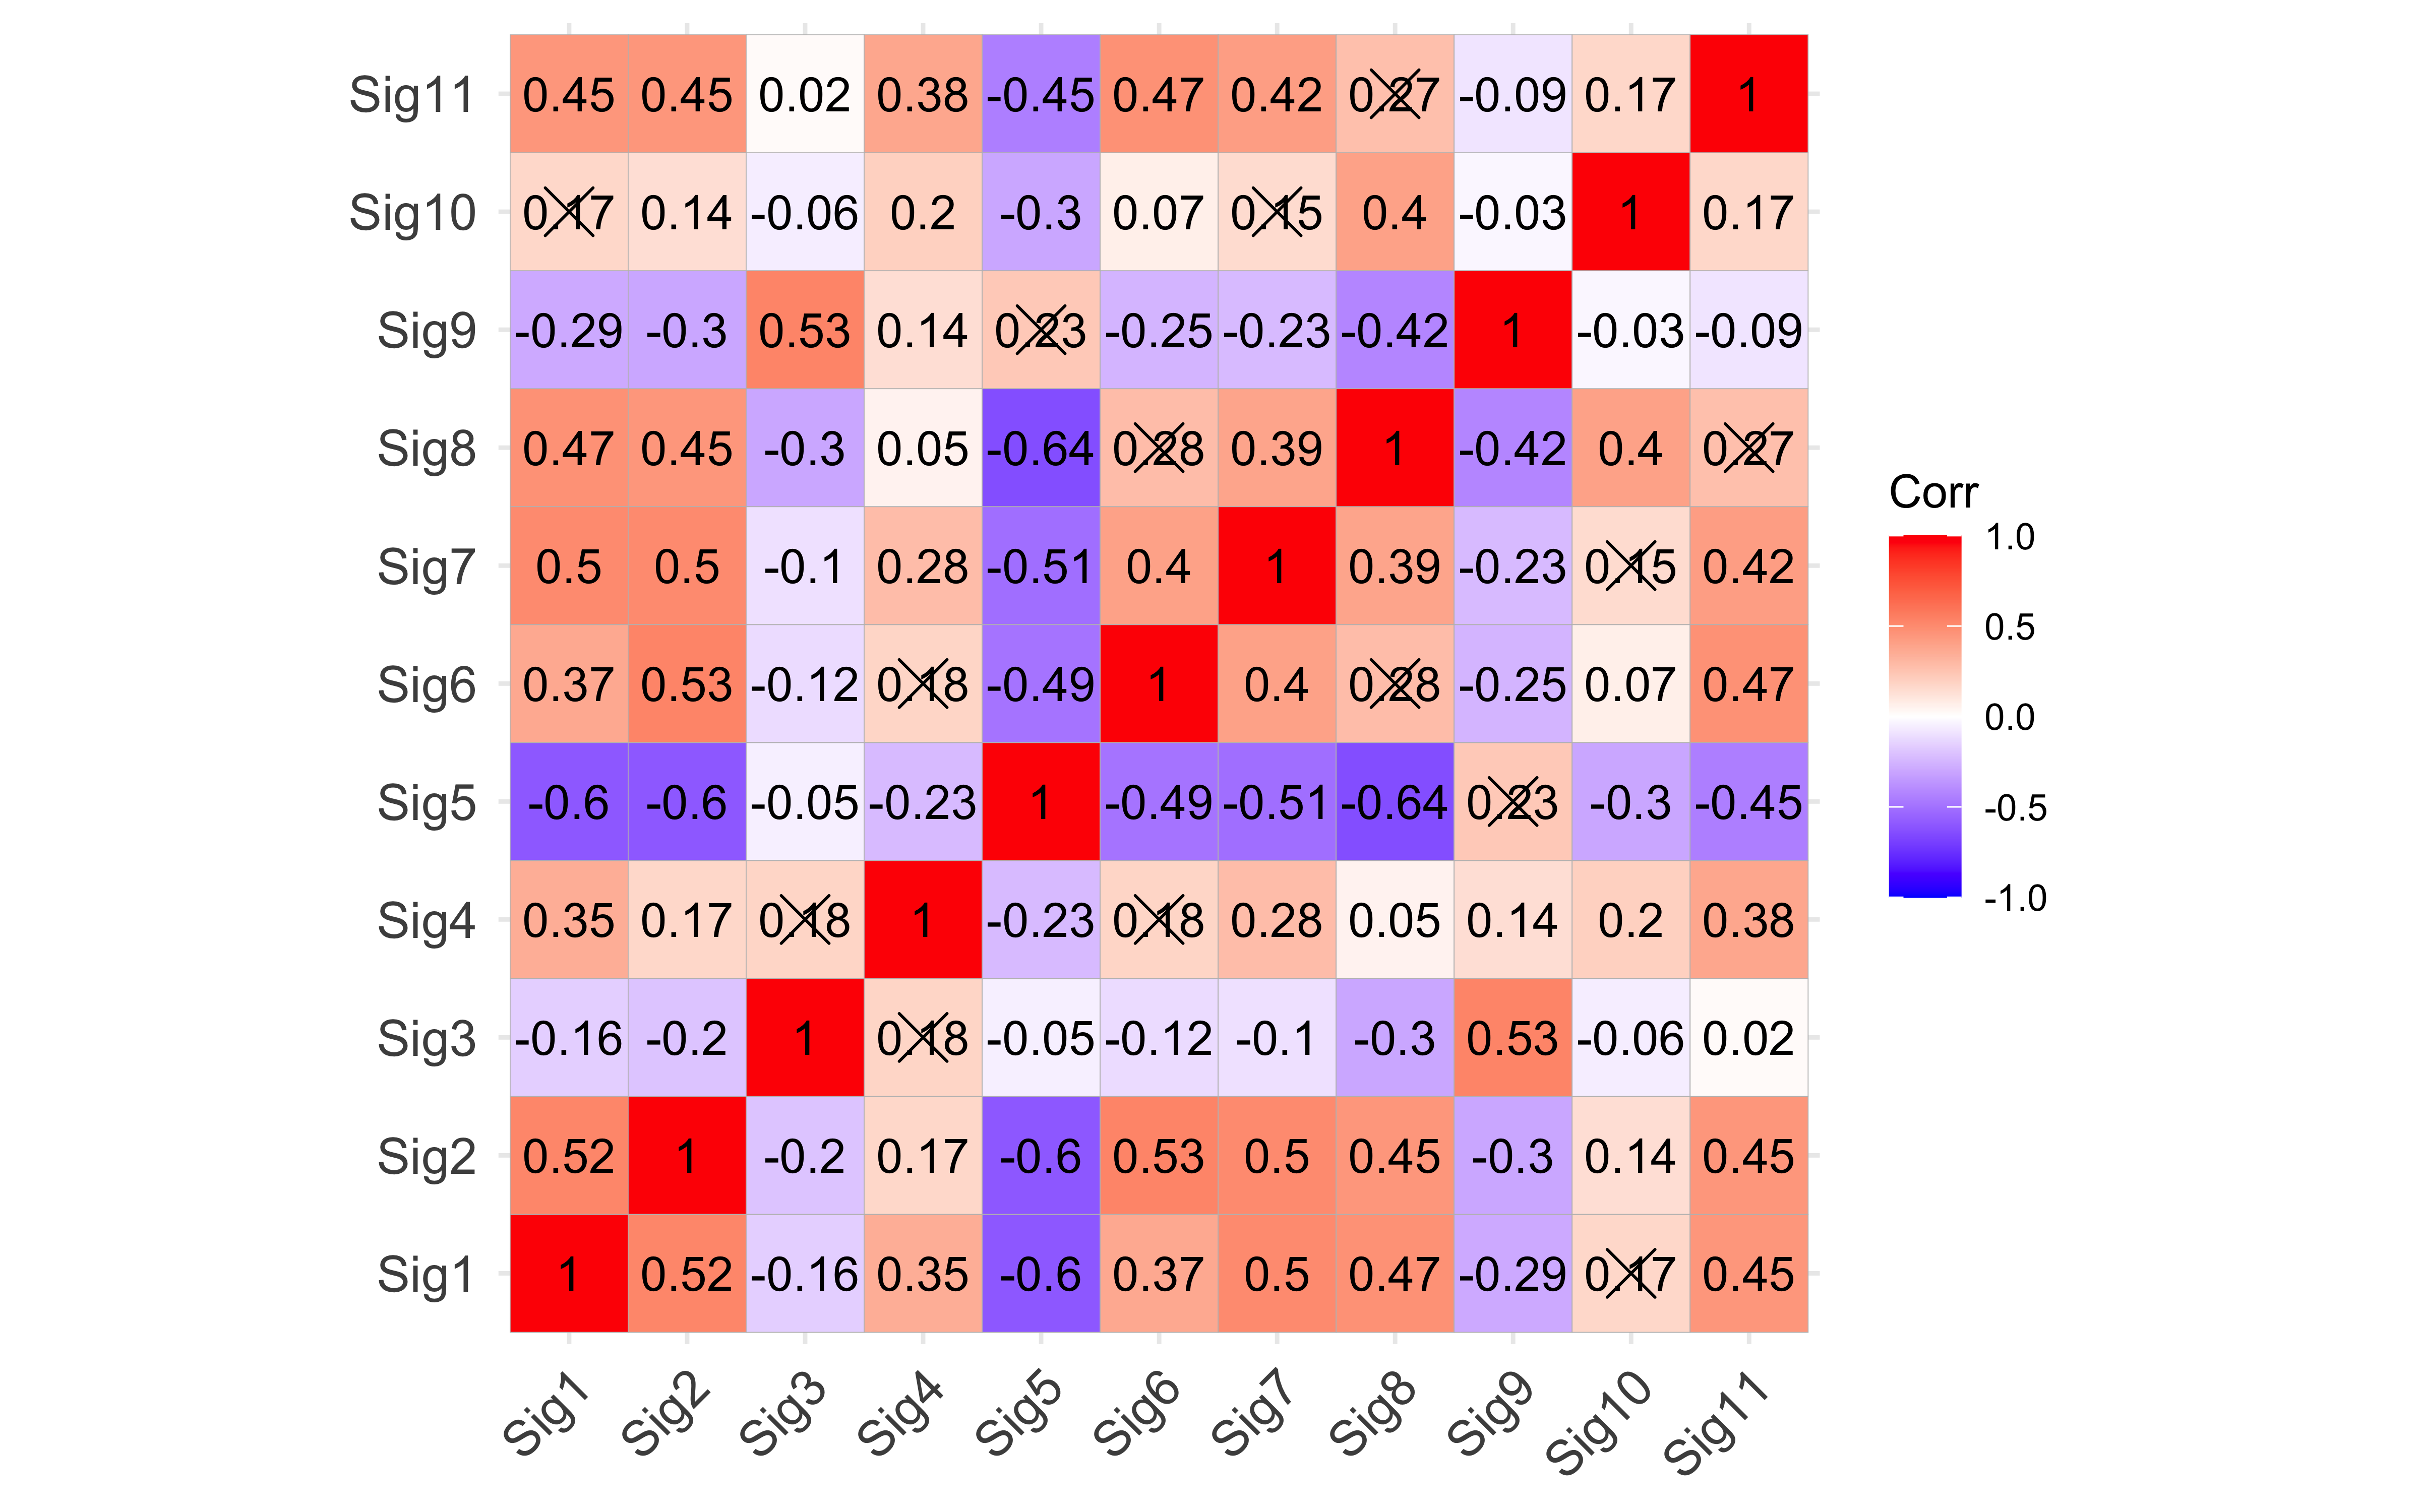 Sig11 0.45 0.45 0.02 0.38 -0.45 0.47 0.42 0.27 -0.09 0.17 1
Sig10 0.17 0.14 -0.06 0.2 -0.3 0.07 0.15 0.4 -0.03 1 0.17
Sig9 -0.29 -0.3 0.53 0.14 0.23 -0.25 -0.23 -0.42 1 -0.03 -0.09
Sig8 0.47 0.45 -0.3 0.05 -0.64 0.28 0.39 1 -0.42 0.4 0.27
Sig7 0.5 0.5 -0.1 0.28 -0.51 0.4 1 0.39 -0.23 0.15 0.42
Sig6 0.37 0.53 -0.12 0.18 -0.49 1 0.4 0.28 -0.25 0.07 0.47
Sig5 -0.6 -0.6 -0.05 -0.23 1 -0.49 -0.51 -0.64 0.23 -0.3 -0.45
Sig4 0.35 0.17 0.18 1 -0.23 0.18 0.28 0.05 0.14 0.2 0.38
Sig3 -0.16 -0.2 1 0.18 -0.05 -0.12 -0.1 -0.3 0.53 -0.06 0.02
Sig2 0.52 1 -0.2 0.17 -0.6 0.53 0.5 0.45 -0.3 0.14 0.45
Sig1 1 0.52 -0.16 0.35 -0.6 0.37 0.5 0.47 -0.29 0.17 0.45
Sig1 Sig2 Sig3 Sig4 Sig5 Sig6 Sig7 Sig8 Sig9 Sig10 Sig11
Corr
1.0
0.5
0.0
-0.5
-1.0